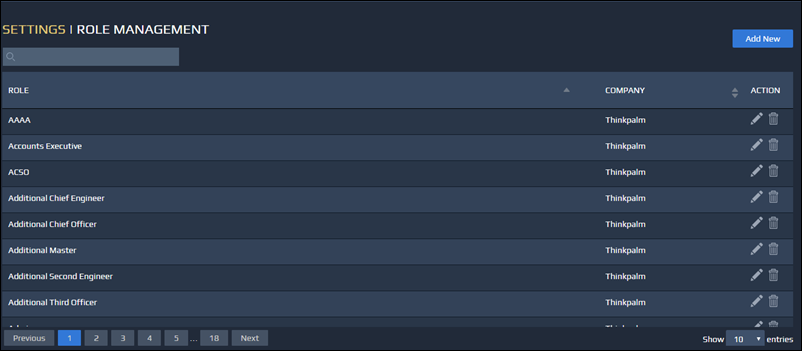 SETTINGS | ROLE MANAGEMENT
Add New
ROLE COMPANY ACTION
AAAA Thinkpalm
Accounts Executive Thinkpalm
ACSO Thinkpalm
Additional Chief Engineer Thinkpalm
Additional Chief Officer Thinkpalm
Additional Master Thinkpalm
Additional Second Engineer Thinkpalm
Additional Third Officer Thinkpalm
Thinkpalm
Previous 1 2 3 4 5 ... 18 Next Show 10 entries